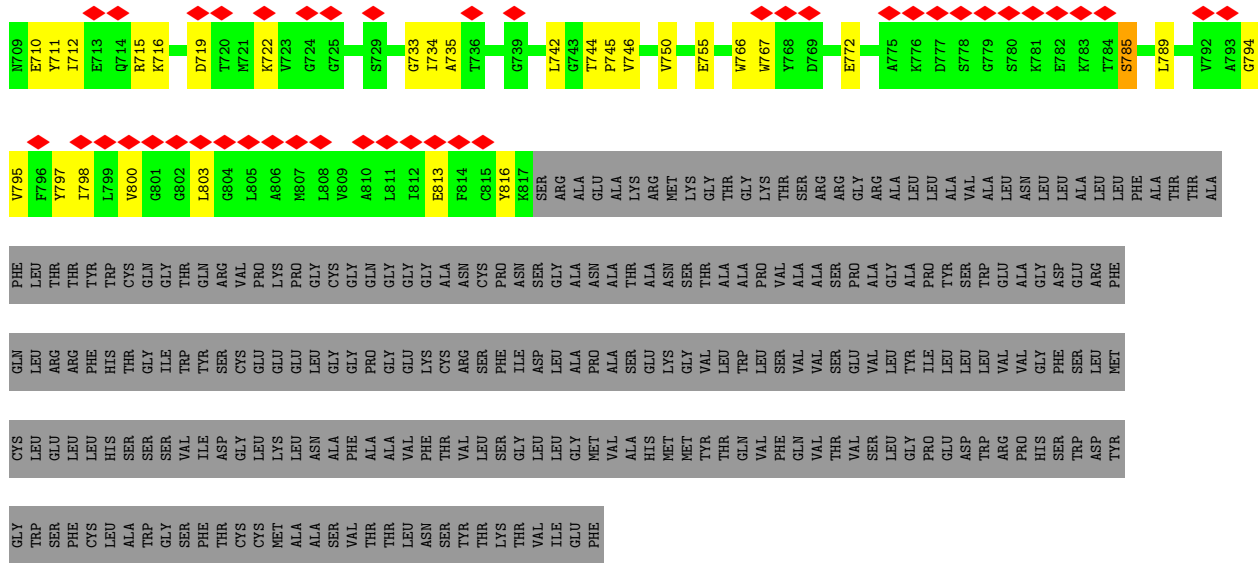 N709 E710 Y711 I712 E713 Q714 R715 K716 D719 T720 M721 K722 V723 G724 G725 S729 G733 I734 A735 T736 G739 L742 G743 T744 P745 V746 V750 E755 W766 W767 Y768 D769 E772 A775 K776 D777 S778 G779 S780 K781 E782 K783 T784 S785 L789 V792 A793 G794
V795 F796 Y797 I798 L799 V800 G801 G802 L803 G804 L805 A806 M807 L808 V809 A810 L811 I812 E813 F814 C815 Y816 K817 SER ARG ALA GLU ALA LYS ARG MET LYS GLY THR GLY LYS THR SER ARG ARG GLY ARG ALA LEU LEU ALA VAL ALA LEU ASN LEU LEU ALA LEU LEU PHE ALA THR THR ALA
PHE LEU THR THR TYR TRP CYS GLN GLY THR GLN ARG VAL PRO LYS PRO GLY CYS GLY GLN GLY GLY GLY ALA ASN CYS PRO ASN SER GLY ALA ASN ALA THR ALA ASN SER THR ALA ALA PRO VAL ALA ALA SER PRO ALA GLY ALA PRO TYR SER TRP GLU ALA GLY ASP GLU ARG PHE
GLN LEU ARG ARG PHE HIS THR GLY ILE TRP TYR SER CYS GLU GLU GLU LEU GLY GLY PRO GLY GLU LYS CYS ARG SER PHE ILE ASP LEU ALA PRO ALA SER GLU LYS GLY VAL LEU TRP LEU SER VAL VAL SER GLU VAL LEU TYR ILE LEU LEU LEU VAL VAL GLY PHE SER LEU MET
CYS LEU GLU LEU LEU HIS SER SER SER VAL ILE ASP GLY LEU LYS LEU ASN ALA PHE ALA ALA VAL PHE THR VAL LEU SER GLY LEU LEU GLY MET VAL ALA HIS MET MET TYR THR GLN VAL PHE GLN VAL THR VAL SER LEU GLY PRO GLU ASP TRP ARG PRO HIS SER TRP ASP TYR
GLY TRP SER PHE CYS LEU ALA TRP GLY SER PHE THR CYS CYS MET ALA ALA SER VAL THR THR LEU ASN SER TYR THR LYS THR VAL ILE GLU PHE